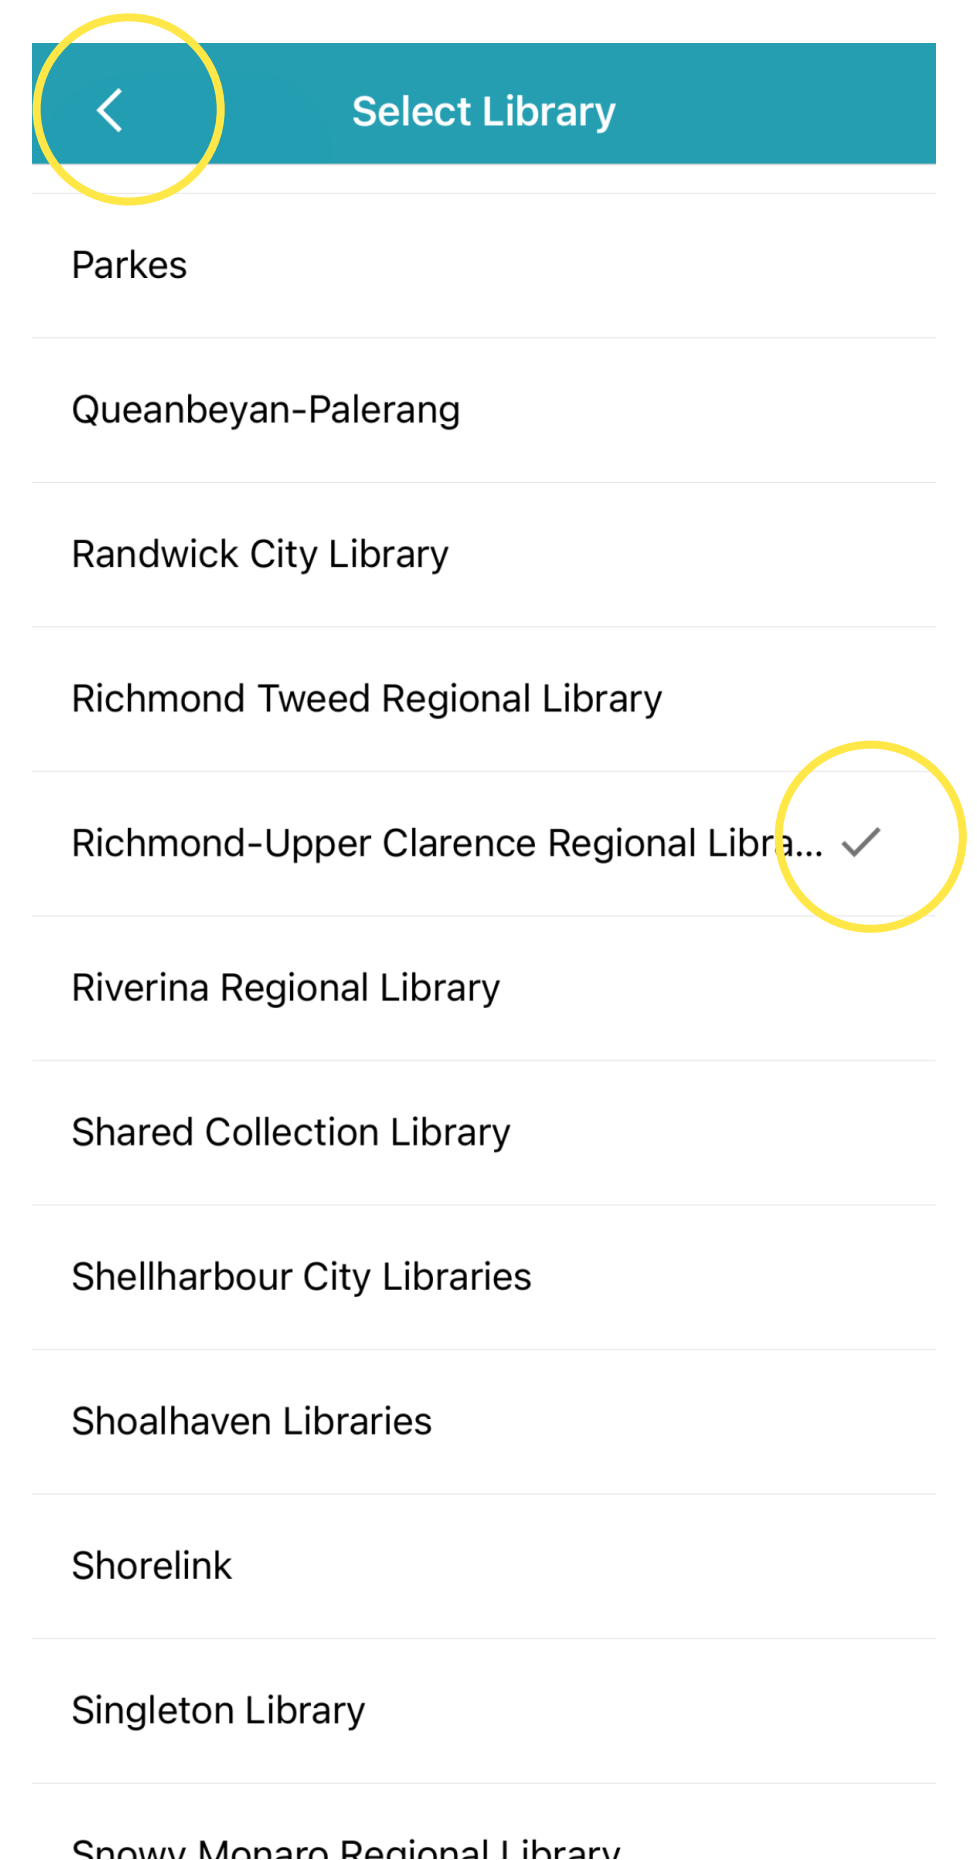 Select Library
Parkes
Queanbeyan-Palerang
Randwick City Library
Richmond Tweed Regional Library
Richmond-Upper Clarence Regional Libra...
Riverina Regional Library
Shared Collection Library
Shellharbour City Libraries
Shoalhaven Libraries
Shorelink
Singleton Library
Snowy Monaro Regional Library